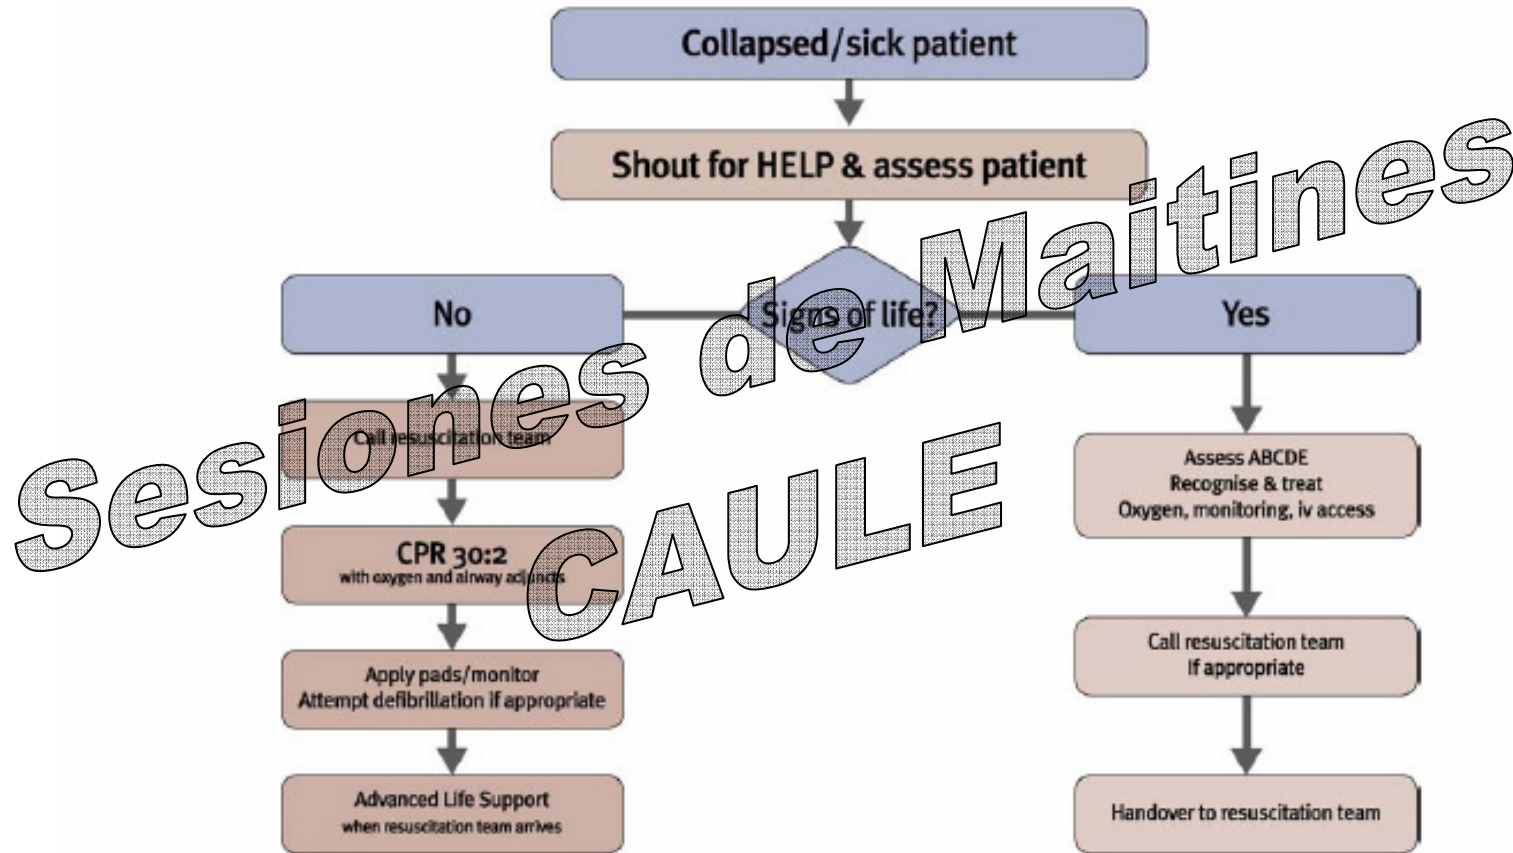 Collapsed/sick patient
Shout for HELP & assess patient
Signs of life?
No
Yes
Call resuscitation team
CPR 30:2
with oxygen and airway adjuncts
Apply pads/monitor
Attempt defibrillation if appropriate
Advanced Life Support
when resuscitation team arrives
Assess ABCDE
Recognise & treat
Oxygen, monitoring, iv access
Call resuscitation team
If appropriate
Handover to resuscitation team
Sesiones de Maitines
CAULE